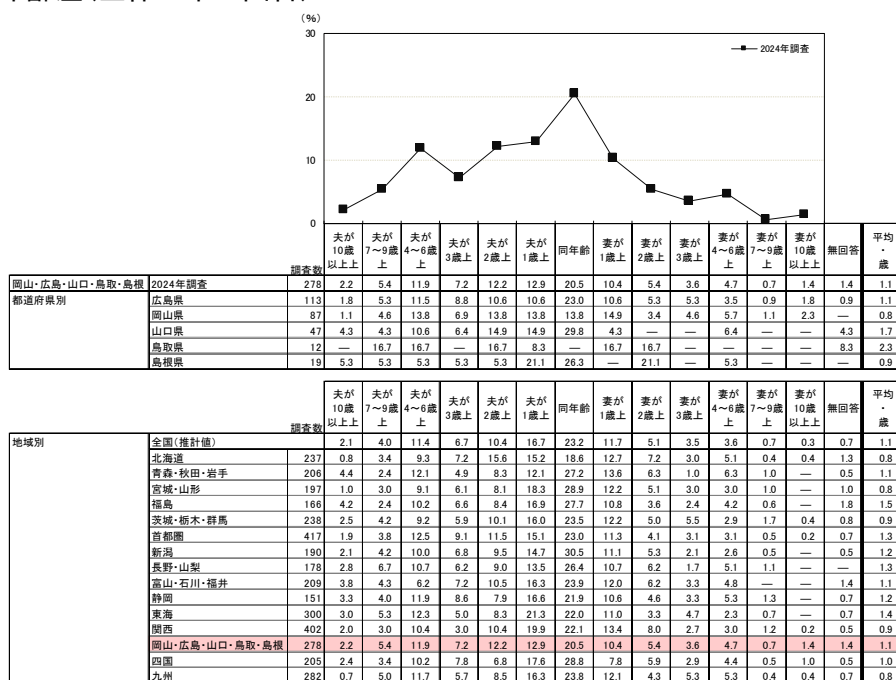 (%)
30
20
10
0
2024年調査
調査数 夫が10歳以上上 夫が7～9歳上 夫が4～6歳上 夫が3歳上 夫が2歳上 夫が1歳上 同年齢 妻が1歳上 妻が2歳上 妻が3歳上 妻が4～6歳上 妻が7～9歳上 妻が10歳以上上 無回答 平均・歳
岡山・広島・山口・鳥取・島根 2024年調査 278 2.2 5.4 11.9 7.2 12.2 12.9 20.5 10.4 5.4 3.6 4.7 0.7 1.4 1.4 1.1
都道府県別 広島県 113 1.8 5.3 11.5 8.8 10.6 10.6 23.0 10.6 5.3 5.3 3.5 0.9 1.8 0.9 1.1
岡山県 87 1.1 4.6 13.8 6.9 13.8 13.8 13.8 14.9 3.4 4.6 5.7 1.1 2.3 — 0.8
山口県 47 4.3 4.3 10.6 6.4 14.9 14.9 29.8 4.3 — — 6.4 — — 4.3 1.7
鳥取県 12 — 16.7 16.7 — 16.7 8.3 — 16.7 16.7 — — — — 8.3 2.3
島根県 19 5.3 5.3 5.3 5.3 5.3 21.1 26.3 — 21.1 — 5.3 — — — 0.9
調査数 夫が10歳以上上 夫が7～9歳上 夫が4～6歳上 夫が3歳上 夫が2歳上 夫が1歳上 同年齢 妻が1歳上 妻が2歳上 妻が3歳上 妻が4～6歳上 妻が7～9歳上 妻が10歳以上上 無回答 平均・歳
地域別 全国(推計値) 2.1 4.0 11.4 6.7 10.4 16.7 23.2 11.7 5.1 3.5 3.6 0.7 0.3 0.7 1.1
北海道 237 0.8 3.4 9.3 7.2 15.6 15.2 18.6 12.7 7.2 3.0 5.1 0.4 0.4 1.3 0.8
青森・秋田・岩手 206 4.4 2.4 12.1 4.9 8.3 12.1 27.2 13.6 6.3 1.0 6.3 1.0 — 0.5 1.1
宮城・山形 197 1.0 3.0 9.1 6.1 8.1 18.3 28.9 12.2 5.1 3.0 3.0 1.0 — 1.0 0.8
福島 166 4.2 2.4 10.2 6.6 8.4 16.9 27.7 10.8 3.6 2.4 4.2 0.6 — 1.8 1.5
茨城・栃木・群馬 238 2.5 4.2 9.2 5.9 10.1 16.0 23.5 12.2 5.0 5.5 2.9 1.7 0.4 0.8 0.9
首都圏 417 1.9 3.8 12.5 9.1 11.5 15.1 23.0 11.3 4.1 3.1 3.1 0.5 0.2 0.7 1.3
新潟 190 2.1 4.2 10.0 6.8 9.5 14.7 30.5 11.1 5.3 2.1 2.6 0.5 — 0.5 1.2
長野・山梨 178 2.8 6.7 10.7 6.2 9.0 13.5 26.4 10.7 6.2 1.7 5.1 1.1 — — 1.3
富山・石川・福井 209 3.8 4.3 6.2 7.2 10.5 16.3 23.9 12.0 6.2 3.3 4.8 — — 1.4 1.1
静岡 151 3.3 4.0 11.9 8.6 7.9 16.6 21.9 10.6 4.6 3.3 5.3 1.3 — 0.7 1.2
東海 300 3.0 5.3 12.3 5.0 8.3 21.3 22.0 11.0 3.3 4.7 2.3 0.7 — 0.7 1.4
関西 402 2.0 3.0 10.4 3.0 10.4 19.9 22.1 13.4 8.0 2.7 3.0 1.2 0.2 0.5 0.9
岡山・広島・山口・鳥取・島根 278 2.2 5.4 11.9 7.2 12.2 12.9 20.5 10.4 5.4 3.6 4.7 0.7 1.4 1.4 1.1
四国 205 2.4 3.4 10.2 7.8 6.8 17.6 28.8 7.8 5.9 2.9 4.4 0.5 1.0 0.5 1.0
九州 282 0.7 5.0 11.7 5.7 8.5 16.3 23.8 12.1 4.3 5.3 5.3 0.4 0.4 0.7 0.8